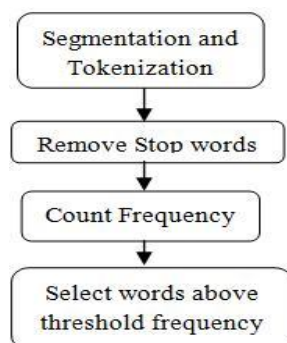 Segmentation and
Tokenization
Remove Stop words
Count Frequency
Select words above
threshold frequency